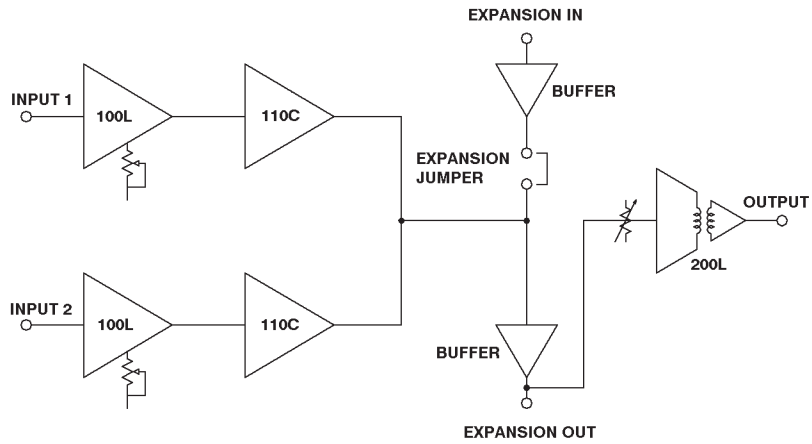 EXPANSION IN
BUFFER
INPUT 1
100L
110C
EXPANSION
JUMPER
OUTPUT
200L
INPUT 2
100L
110C
BUFFER
EXPANSION OUT